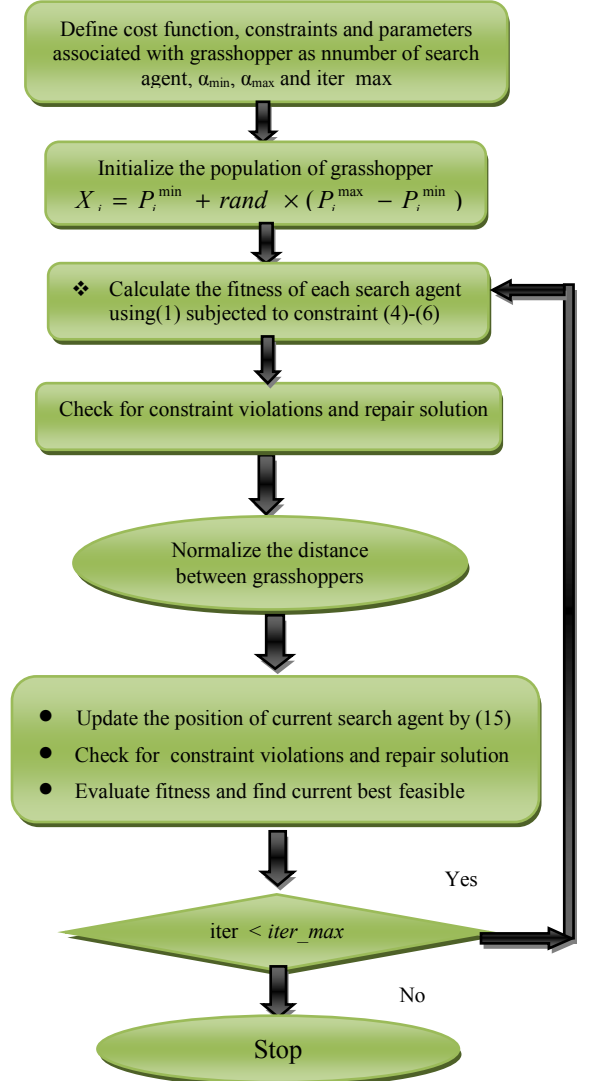 Define cost function, constraints and parameters
associated with grasshopper as nnumber of search
agent, αmin, αmax and iter max
Initialize the population of grasshopper
X i = P i min + rand × ( P i max − P i min )
❖ Calculate the fitness of each search agent
using(1) subjected to constraint (4)-(6)
Check for constraint violations and repair solution
Normalize the distance
between grasshoppers
● Update the position of current search agent by (15)
● Check for constraint violations and repair solution
● Evaluate fitness and find current best feasible
Yes
iter < iter_max
No
Stop